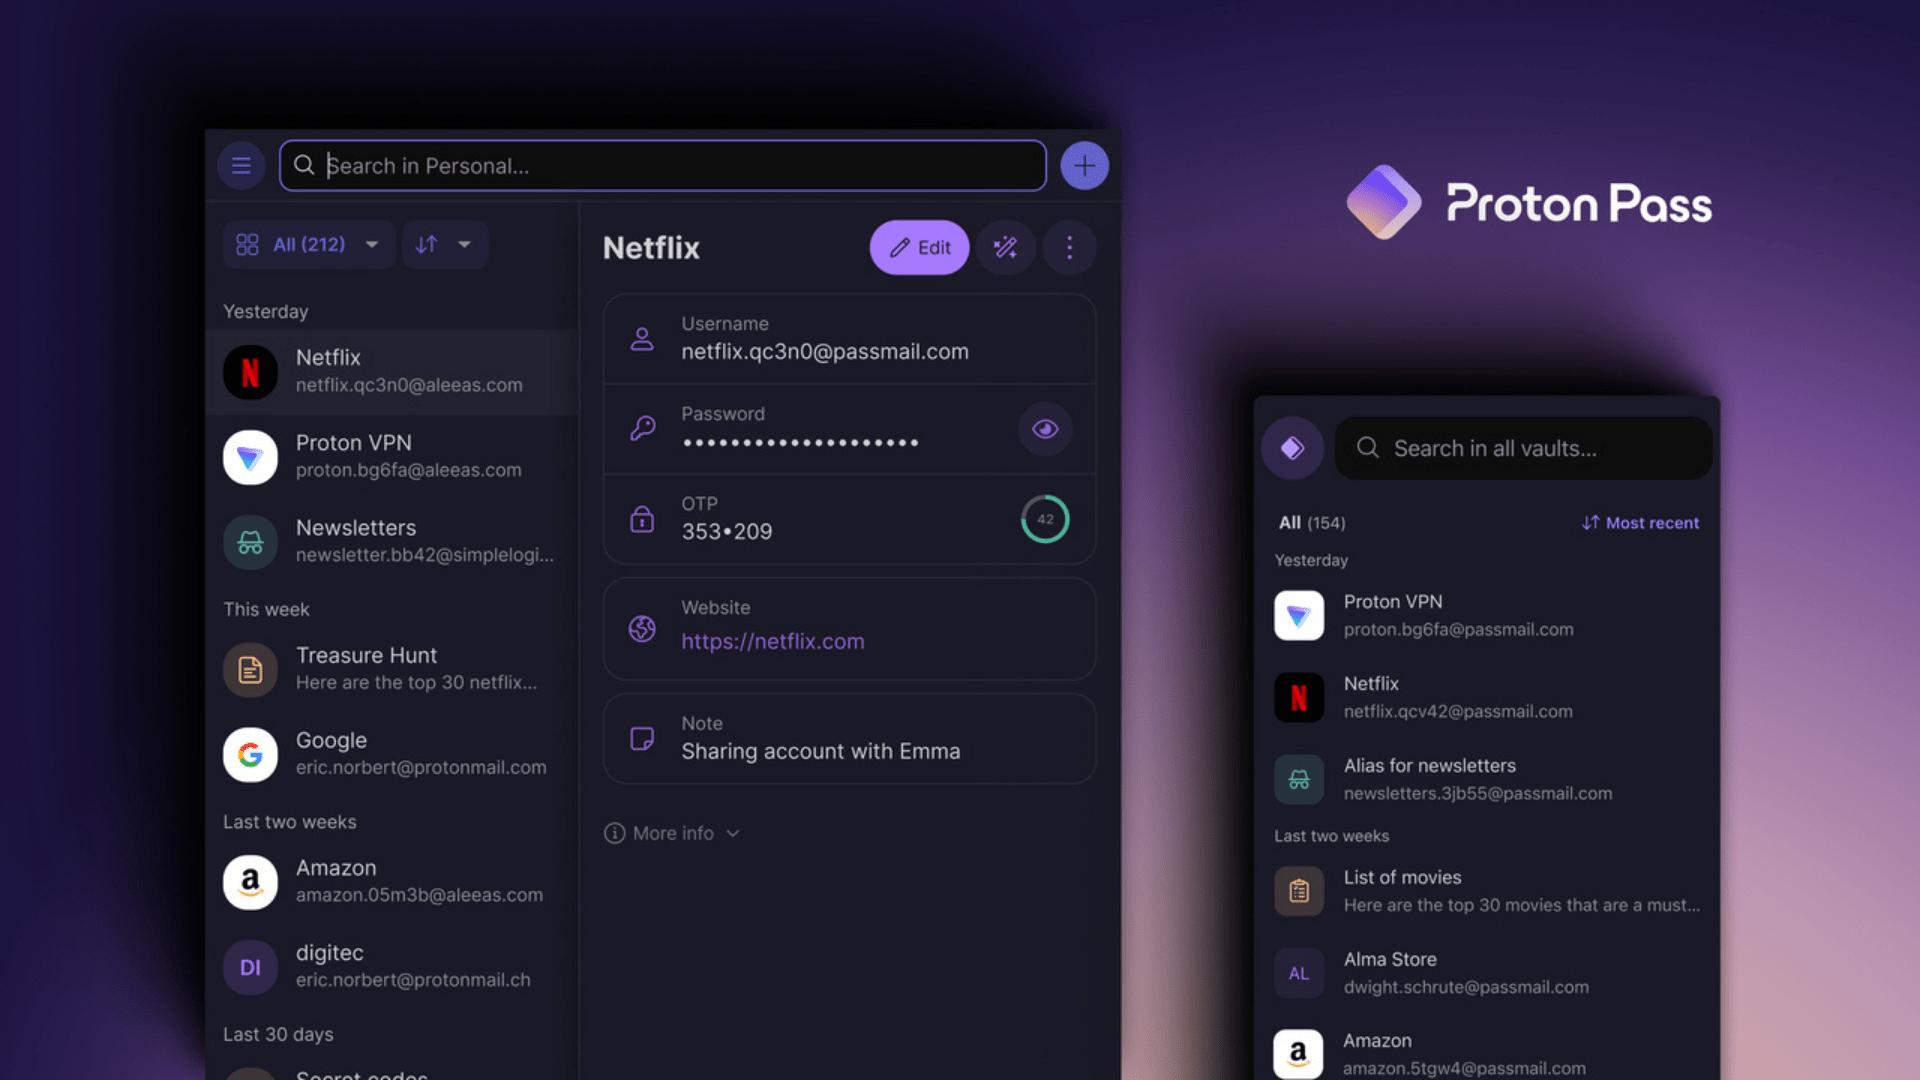 Search in Personal...
All (212)
Yesterday
Netflix
netflix.qc3n0@aleeas.com
Proton VPN
proton.bg6fa@aleeas.com
Newsletters
newsletter.bb42@simplelogi...
This week
Treasure Hunt
Here are the top 30 netflix...
Google
eric.norbert@protonmail.com
Last two weeks
Amazon
amazon.05m3b@aleeas.com
DI
digitec
eric.norbert@protonmail.ch
Last 30 days
Secret codes
Netflix
Edit
Username
netflix.qc3n0@passmail.com
Password
OTP
353•209
42
Website
https://netflix.com
Note
Sharing account with Emma
More info
Proton Pass
Search in all vaults...
All (154)
Most recent
Yesterday
Proton VPN
proton.bg6fa@passmail.com
Netflix
netflix.qcv42@passmail.com
Alias for newsletters
newsletters.3jb55@passmail.com
Last two weeks
List of movies
Here are the top 30 movies that are a must...
AL
Alma Store
dwight.schrute@passmail.com
Amazon
amazon.5tgw4@passmail.com